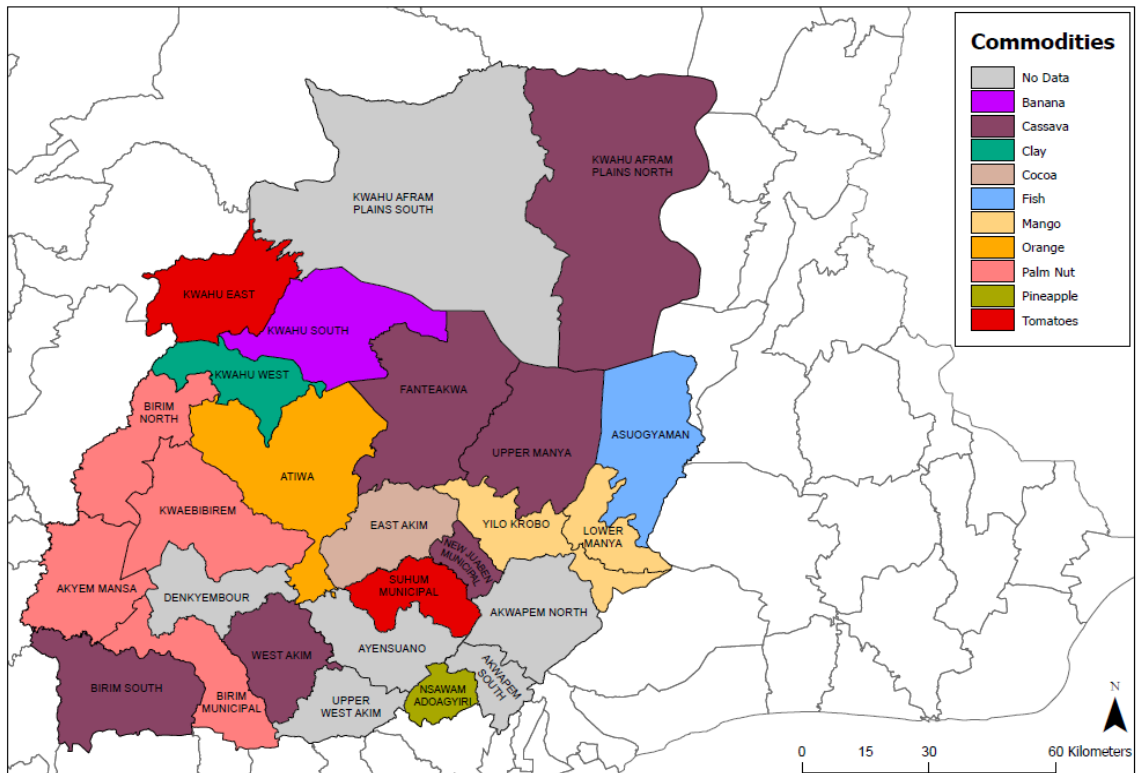 Commodities
No Data
Banana
Cassava
Clay
Cocoa
Fish
Mango
Orange
Palm Nut
Pineapple
Tomatoes
KWAHU AFRAM
PLAINS NORTH
KWAHU AFRAM
PLAINS SOUTH
KWAHU EAST
KWAHU SOUTH
KWAHU WEST
FANTEAKWA
BIRIM
NORTH
ASUOGYAMAN
UPPER MANYA
ATIWA
KWAEBIBIREM
EAST AKIM
YILO KROBO
LOWER
MANYA
NEW JUABEN
MUNICIPAL
SUHUM
MUNICIPAL
AKYEM MANSA
DENKYEMBOUR
AKWAPEM NORTH
AYENSUANO
WEST AKIM
AKWAPEM
SOUTH
BIRIM SOUTH
BIRIM
MUNICIPAL
UPPER
WEST AKIM
NSAWAM
ADOAGYIRI
N
0 15 30 60 Kilometers